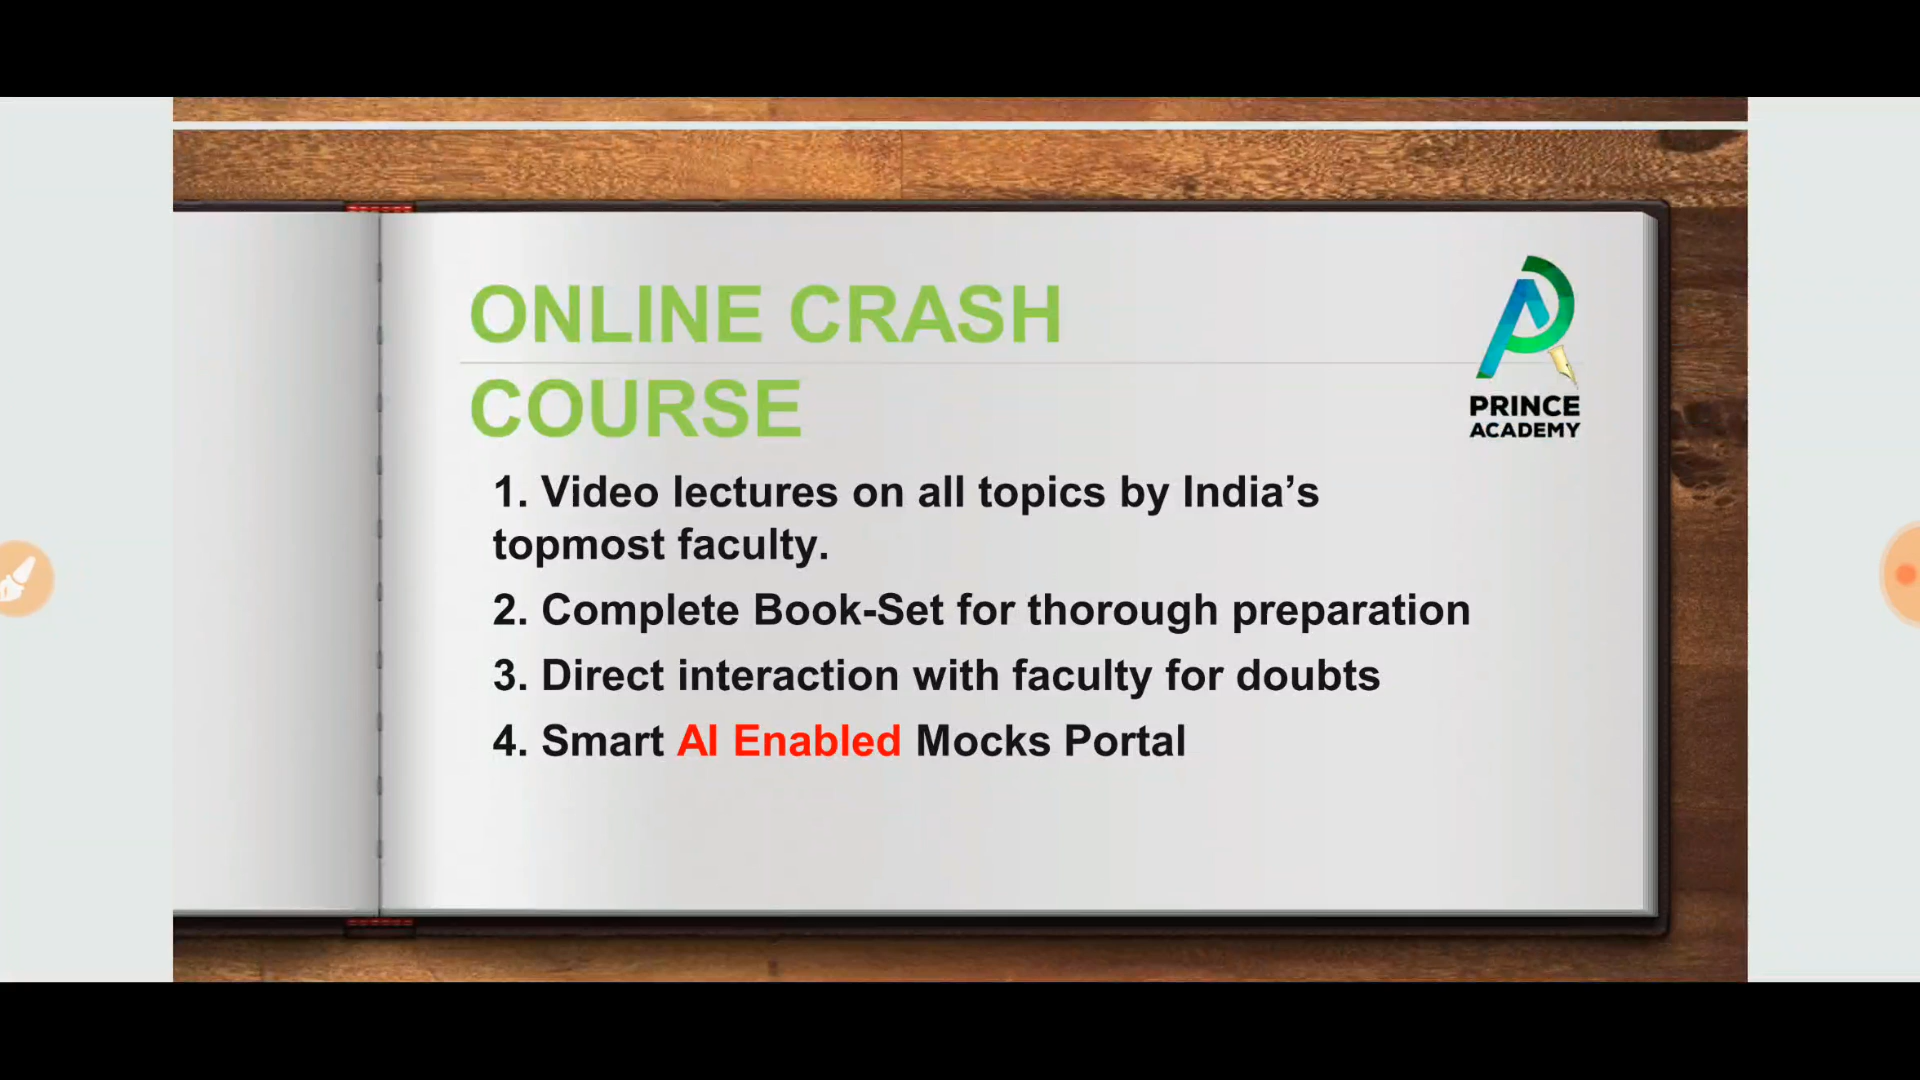 ONLINE CRASH
COURSE
PRINCE
ACADEMY
1. Video lectures on all topics by India’s
topmost faculty.
2. Complete Book-Set for thorough preparation
3. Direct interaction with faculty for doubts
4. Smart AI Enabled Mocks Portal